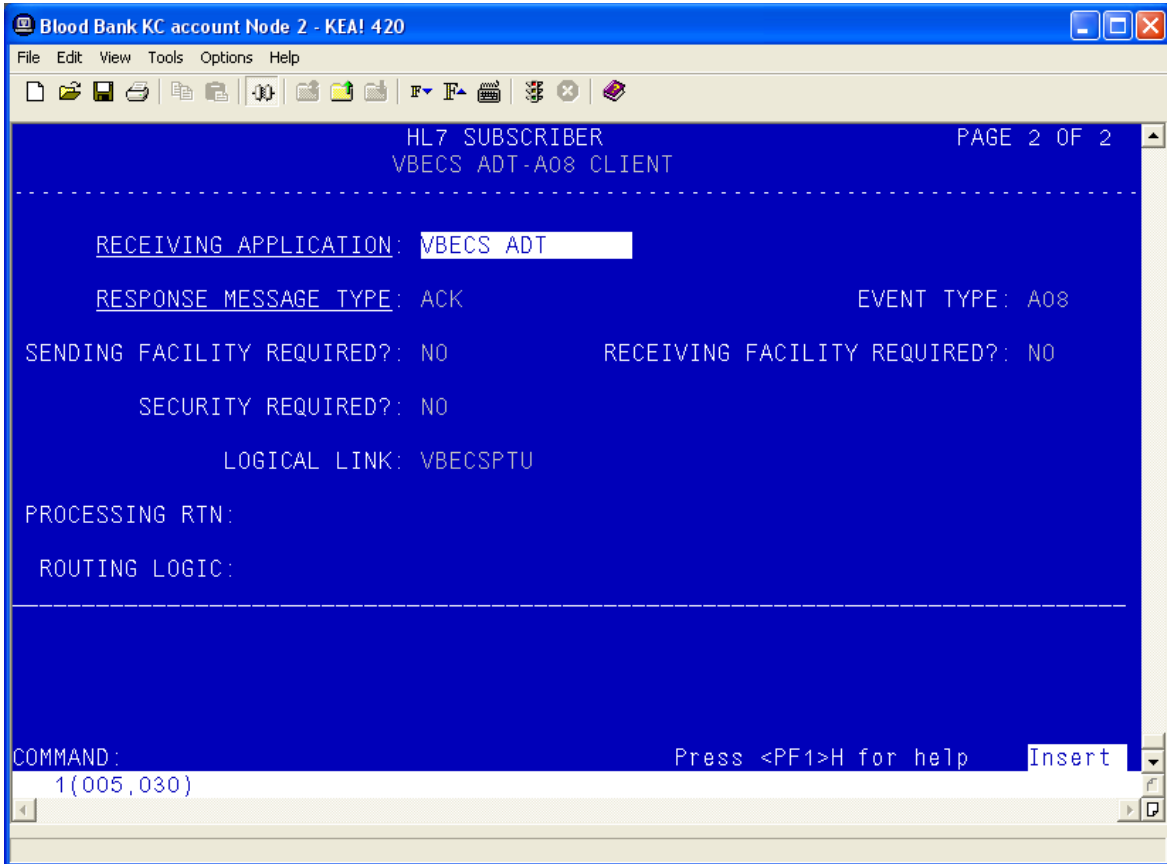 Blood Bank KC account Node 2 - KEA! 420
File Edit View Tools Options Help
HL7 SUBSCRIBER PAGE 2 OF 2
VBECS ADT-A08 CLIENT
RECEIVING APPLICATION: VBECS ADT
RESPONSE MESSAGE TYPE: ACK EVENT TYPE: A08
SENDING FACILITY REQUIRED?: NO RECEIVING FACILITY REQUIRED?: NO
SECURITY REQUIRED?: NO
LOGICAL LINK: VBECSPTU
PROCESSING RTN:
ROUTING LOGIC:
COMMAND: Press <PF1>H for help Insert
1(005,030)